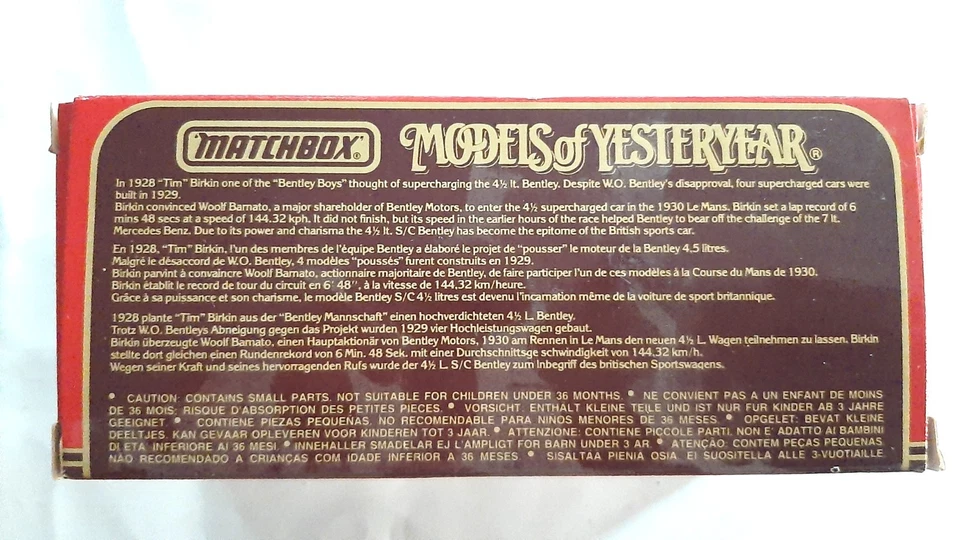 MATCHBOX®
MODELS of YESTERYEAR®
In 1928 "Tim" Birkin one of the "Bentley Boys" thought of supercharging the 4½ lt. Bentley. Despite W.O. Bentley's disapproval, four supercharged cars were
built in 1929.
Birkin convinced Woolf Barnato, a major shareholder of Bentley Motors, to enter the 4½ supercharged car in the 1930 Le Mans. Birkin set a lap record of 6
mins 48 secs at a speed of 144.32 kph. It did not finish, but its speed in the earlier hours of the race helped Bentley to bear off the challenge of the 7 lt.
Mercedes Benz. Due to its power and charisma the 4½ lt. S/C Bentley has become the epitome of the British sports car.
En 1928, "Tim" Birkin, l'un des membres de l'équipe Bentley a élaboré le projet de "pousser" le moteur de la Bentley 4,5 litres.
Malgré le désaccord de W.O. Bentley, 4 modèles "poussés" furent construits en 1929.
Birkin parvint à convaincre Woolf Barnato, actionnaire majoritaire de Bentley, de faire participer l'un de ces modèles à la Course du Mans de 1930.
Birkin établit le record de tour du circuit en 6' 48", à la vitesse de 144,32 km/heure.
Grâce à sa puissance et son charisme, le modèle Bentley S/C 4½ litres est devenu l'incarnation même de la voiture de sport britannique.
1928 plante "Tim" Birkin aus der "Bentley Mannschaft" einen hochverdichteten 4½ L. Bentley.
Trotz W.O. Bentleys Abneigung gegen das Projekt wurden 1929 vier Hochleistungswagen gebaut.
Birkin überzeugte Woolf Barnato, einen Hauptaktionär von Bentley Motors, 1930 am Rennen in Le Mans den neuen 4½ L. Wagen teilnehmen zu lassen. Birkin
stellte dort gleichen einen Rundenrekord von 6 Min. 48 Sek. mit einer Durchschnittsge schwindigkeit von 144,32 km/h.
Wegen seiner Kraft und seines hervorragenden Rufs wurde der 4½ L. S/C Bentley zum Inbegriff des britischen Sportswagens.
• CAUTION: CONTAINS SMALL PARTS. NOT SUITABLE FOR CHILDREN UNDER 36 MONTHS. • NE CONVIENT PAS A UN ENFANT DE MOINS
DE 36 MOIS; RISQUE D'ABSORPTION DES PETITES PIECES. • VORSICHT: ENTHÄLT KLEINE TEILE UND IST NUR FÜR KINDER AB 3 JAHRE
GEEIGNET • CONTIENE PIEZAS PEQUEÑAS. NO RECOMENDABLE PARA NIÑOS MENORES DE 36 MESES. • OPGELET: BEVAT KLEINE
DEELTJES. KAN GEVAAR OPLEVEREN VOOR KINDEREN TOT 3 JAAR. • ATTENZIONE: CONTIENE PICCOLE PARTI, NON E' ADATTO AI BAMBINI
DI ETÀ INFERIORE AI 36 MESI. • INNEHÅLLER SMÅDELAR EJ LÄMPLIGT FÖR BARN UNDER 3 ÅR • ATENÇÃO: CONTÉM PEÇAS PEQUENAS.
NÃO RECOMENDADO A CRIANÇAS COM IDADE INFERIOR A 36 MESES • SISÄLTÄÄ PIENIÄ OSIA. EI SUOSITELLA ALLE 3-VUOTIAILLE.